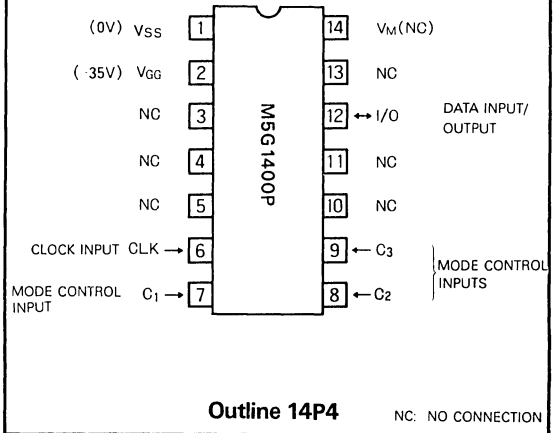 (0V) VSS 1 14 VM(NC)
(-35V) VGG 2 13 NC
NC 3 12 ↔ I/O DATA INPUT/
OUTPUT
NC 4 11 NC
NC 5 10 NC
CLOCK INPUT CLK → 6 9 ← C3
MODE CONTROL
INPUTS
MODE CONTROL
INPUT
C1 → 7 8 ← C2
M5G1400P
Outline 14P4
NC: NO CONNECTION